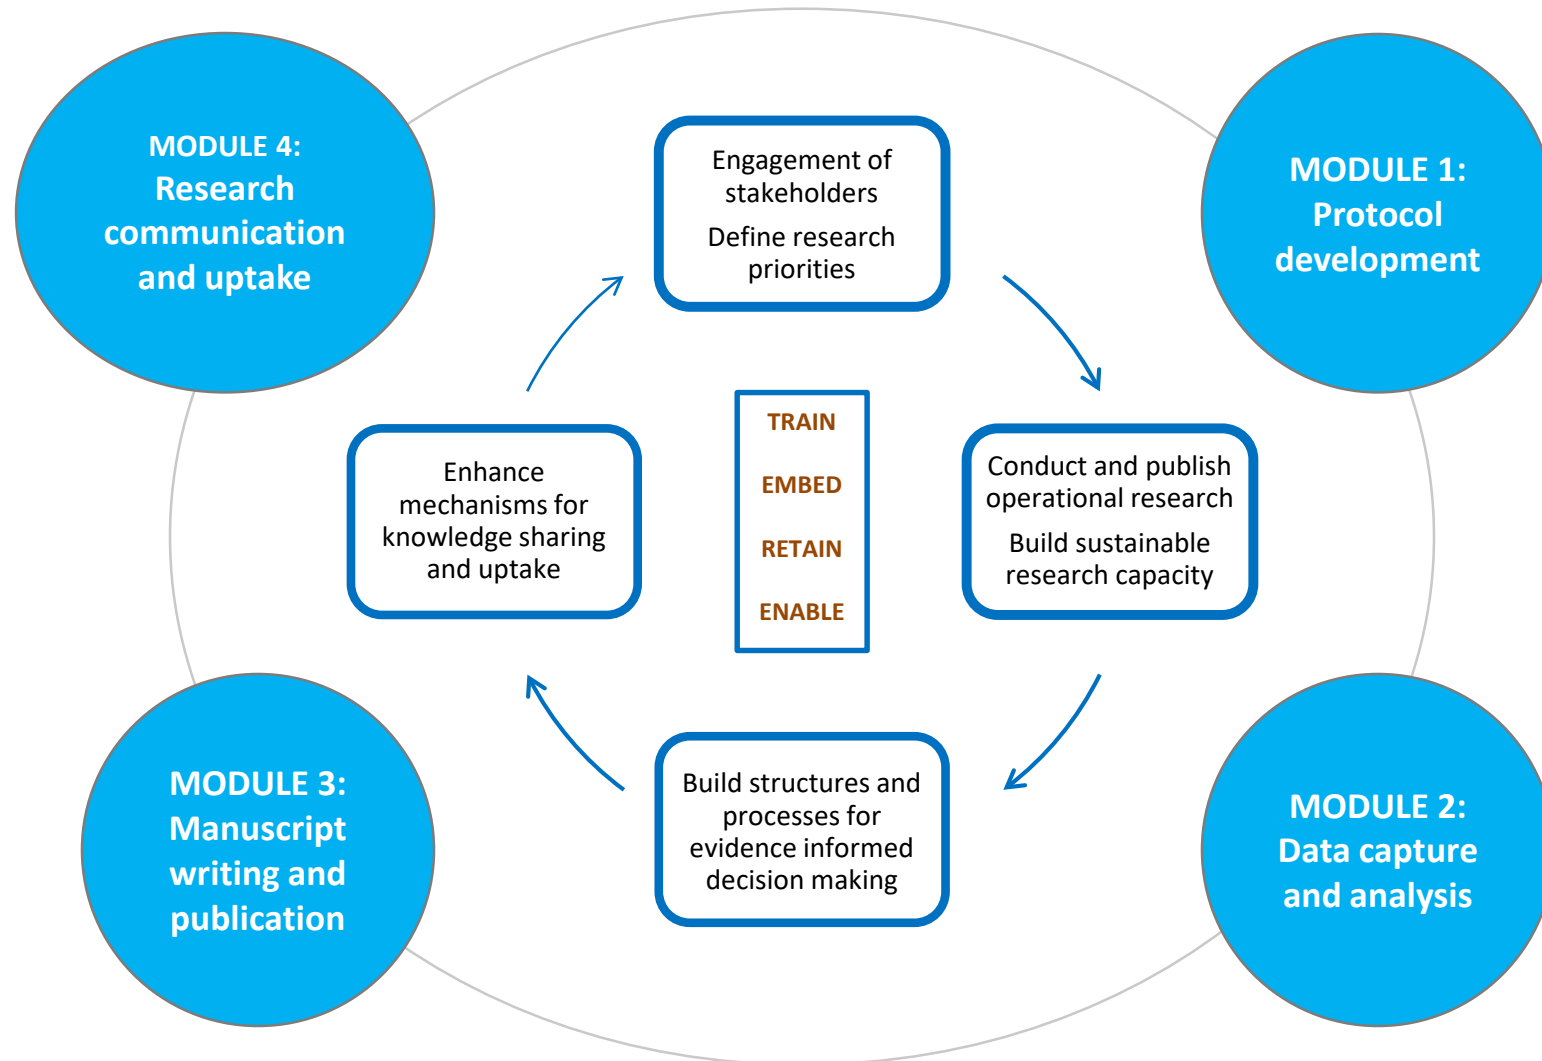 MODULE 4:
Research
communication
and uptake
Engagement of
stakeholders
Define research
priorities
MODULE 1:
Protocol
development
Enhance
mechanisms for
knowledge sharing
and uptake
TRAIN
EMBED
RETAIN
ENABLE
Conduct and publish
operational research
Build sustainable
research capacity
MODULE 3:
Manuscript
writing and
publication
Build structures and
processes for
evidence informed
decision making
MODULE 2:
Data capture
and analysis